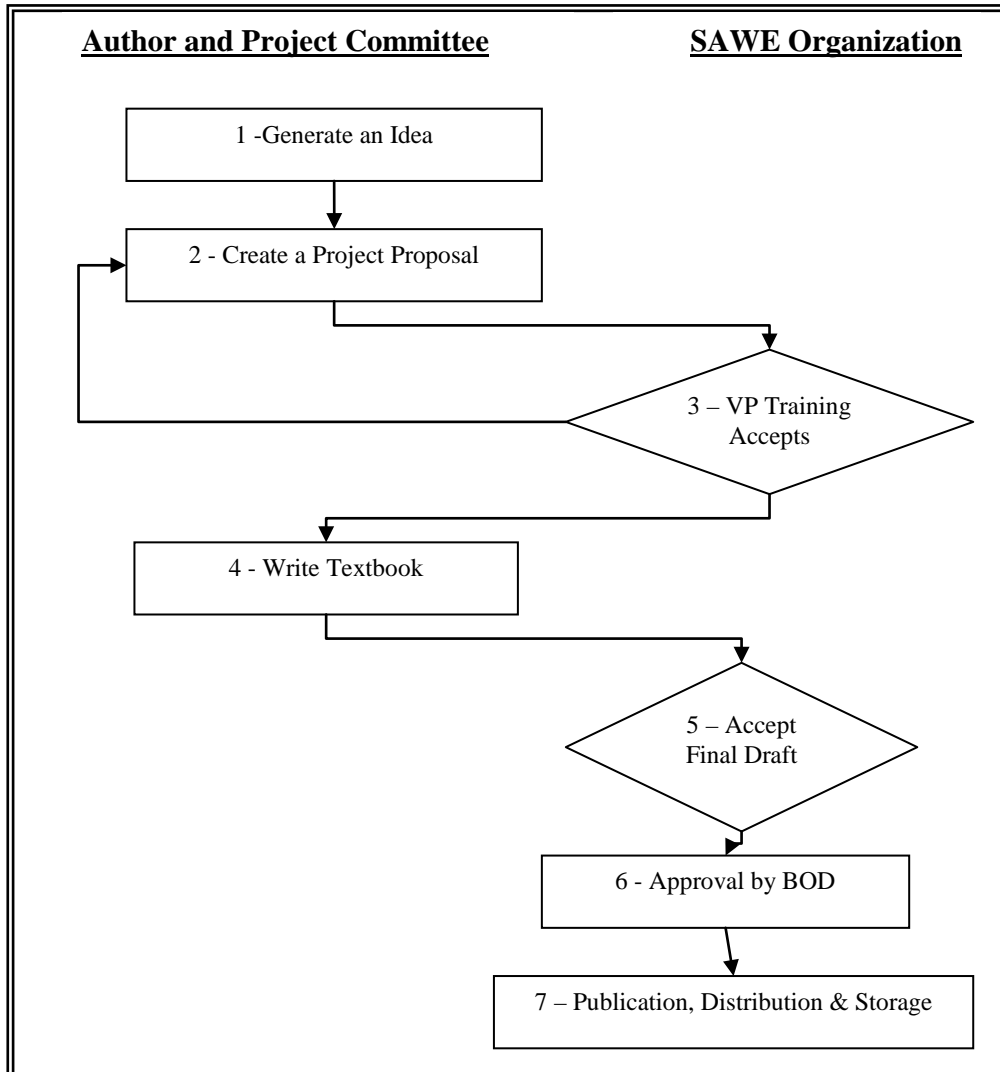 Author and Project Committee
SAWE Organization
1 -Generate an Idea
2 - Create a Project Proposal
3 – VP Training
Accepts
4 - Write Textbook
5 – Accept
Final Draft
6 - Approval by BOD
7 – Publication, Distribution & Storage